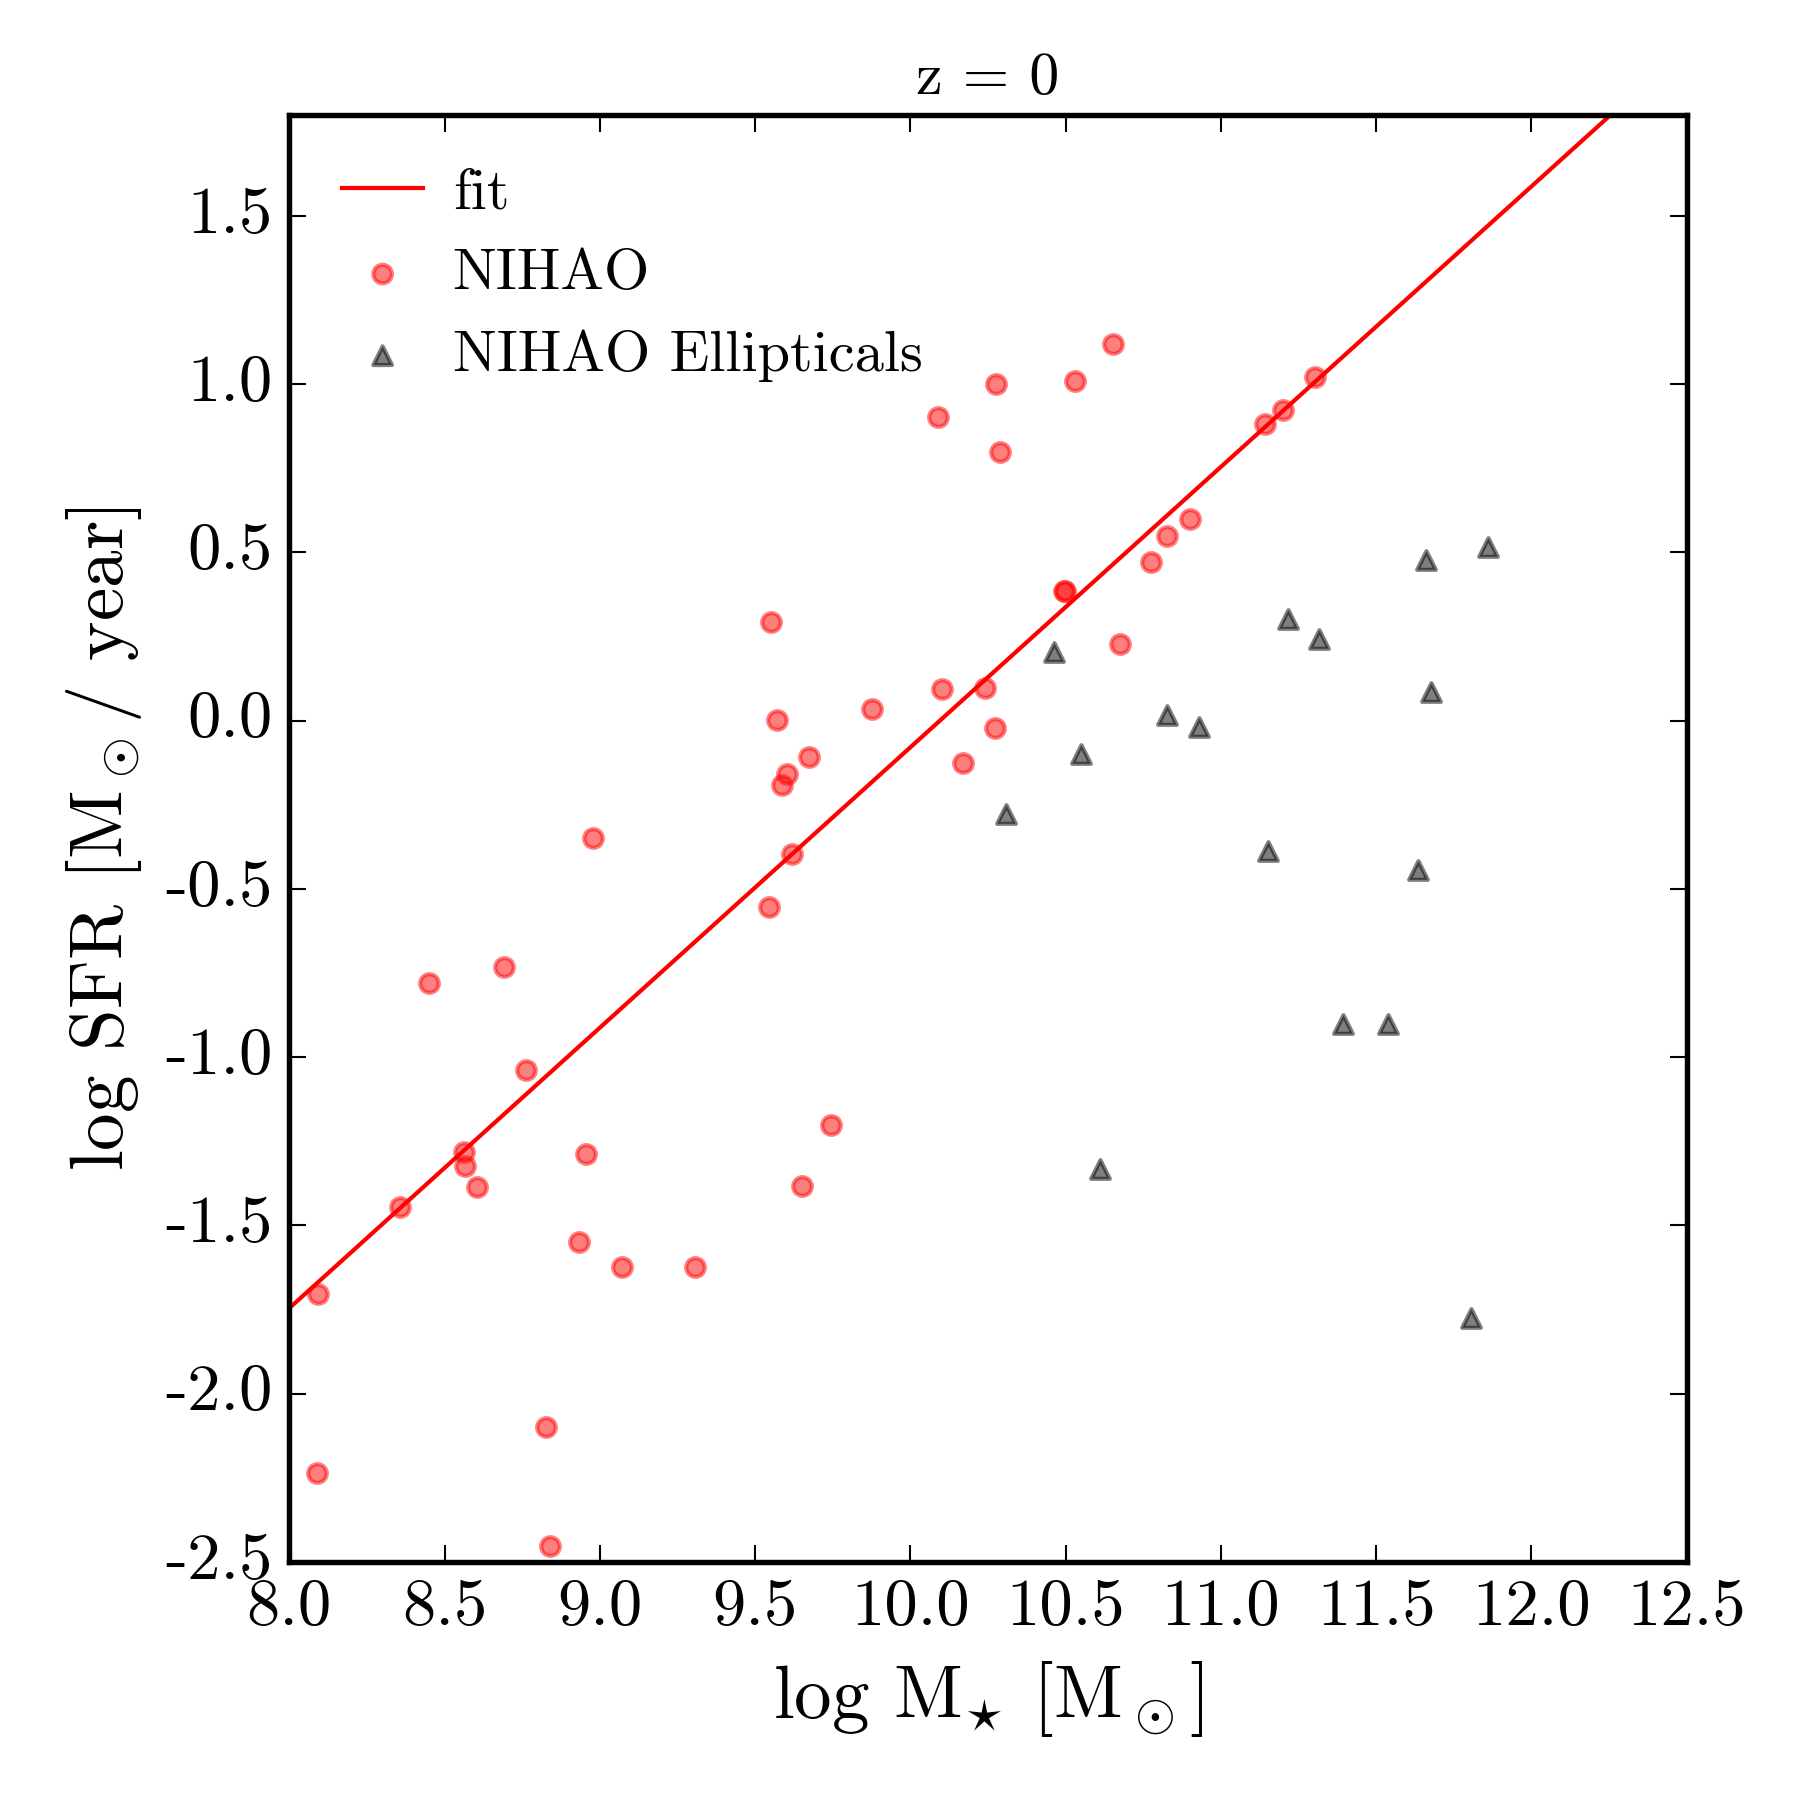 z = 0
fit
NIHAO
NIHAO Ellipticals
1.5
1.0
0.5
0.0
-0.5
-1.0
-1.5
-2.0
-2.5
log SFR [M⊙/ year]
8.0 8.5 9.0 9.5 10.0 10.5 11.0 11.5 12.0 12.5
log M⋆ [M⊙]